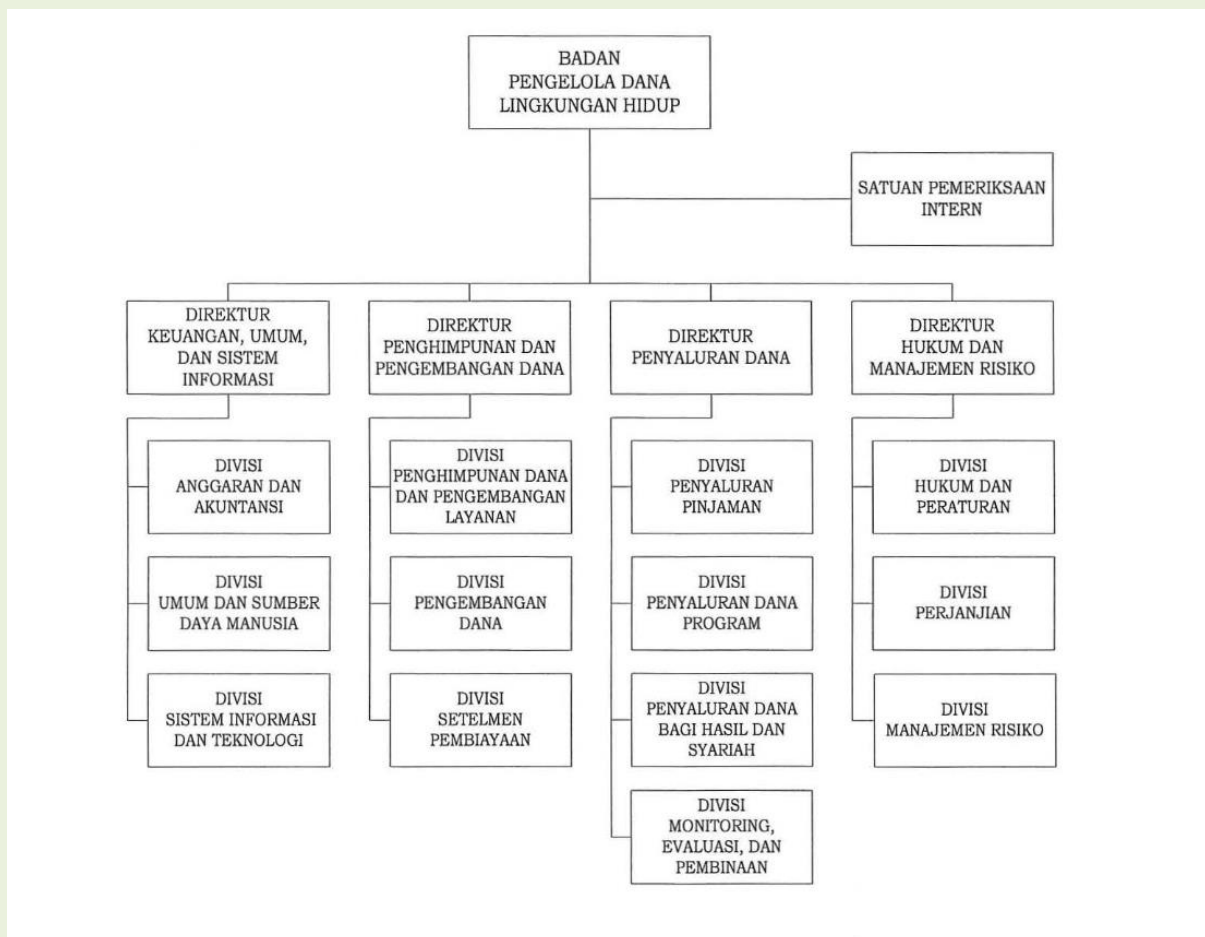 BADAN
PENGELOLA DANA
LINGKUNGAN HIDUP
SATUAN PEMERIKSAAN
INTERN
DIREKTUR
KEUANGAN, UMUM,
DAN SISTEM
INFORMASI
DIREKTUR
PENGHIMPUNAN DAN
PENGEMBANGAN DANA
DIREKTUR
PENYALURAN DANA
DIREKTUR
HUKUM DAN
MANAJEMEN RISIKO
DIVISI
ANGGARAN DAN
AKUNTANSI
DIVISI
PENGHIMPUNAN DANA
DAN PENGEMBANGAN
LAYANAN
DIVISI
PENYALURAN
PINJAMAN
DIVISI
HUKUM DAN
PERATURAN
DIVISI
UMUM DAN SUMBER
DAYA MANUSIA
DIVISI
PENGEMBANGAN
DANA
DIVISI
PENYALURAN DANA
PROGRAM
DIVISI
PERJANJIAN
DIVISI
SISTEM INFORMASI
DAN TEKNOLOGI
DIVISI
SETELMEN
PEMBIAYAAN
DIVISI
PENYALURAN DANA
BAGI HASIL DAN
SYARIAH
DIVISI
MANAJEMEN RISIKO
DIVISI
MONITORING,
EVALUASI, DAN
PEMBINAAN